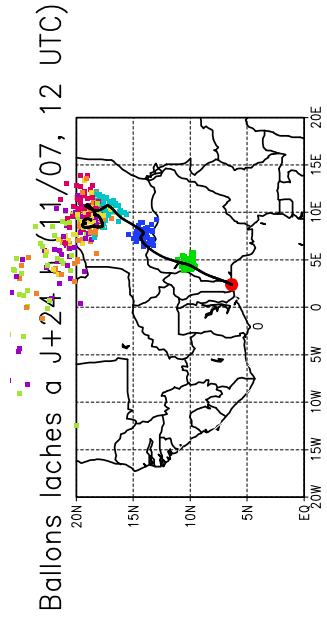 Ballons laches a J+24 11/07, 12 UTC)
20N
15N
10N
5N
EQ
20W 15W 10W 5W 0 5E 10E 15E 20E
0